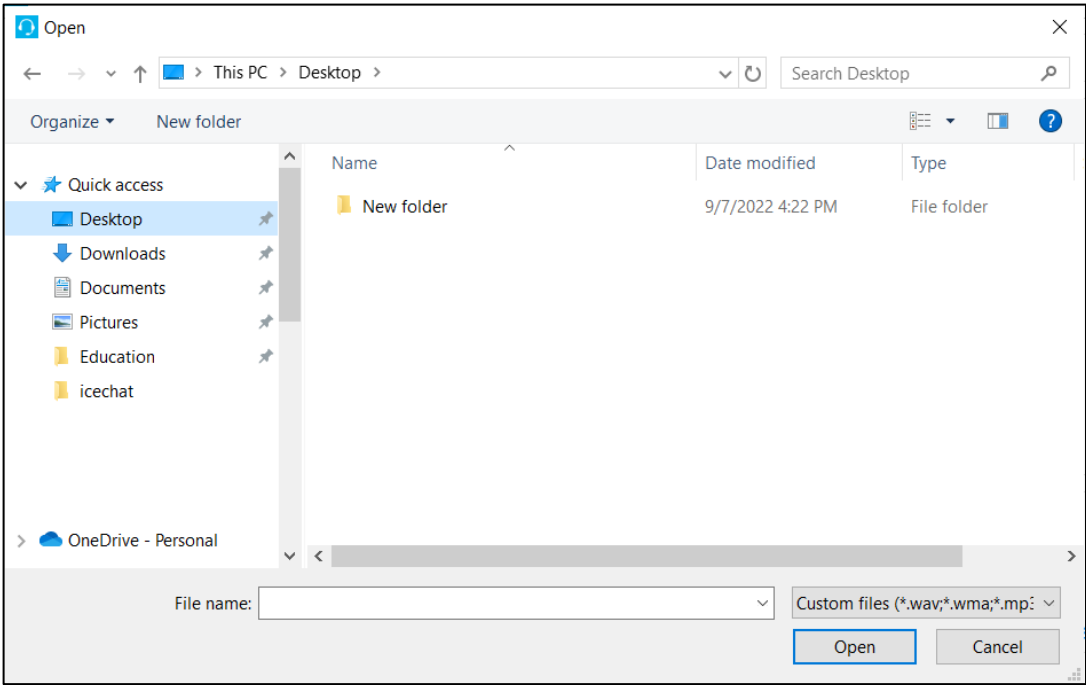 Open
This PC > Desktop >
Search Desktop
Organize
New folder
?
Name
Date modified
Type
Quick access
Desktop
Downloads
Documents
Pictures
Education
icechat
OneDrive - Personal
New folder
9/7/2022 4:22 PM
File folder
File name:
Custom files (*.wav;*.wma;*.mp3
Open
Cancel